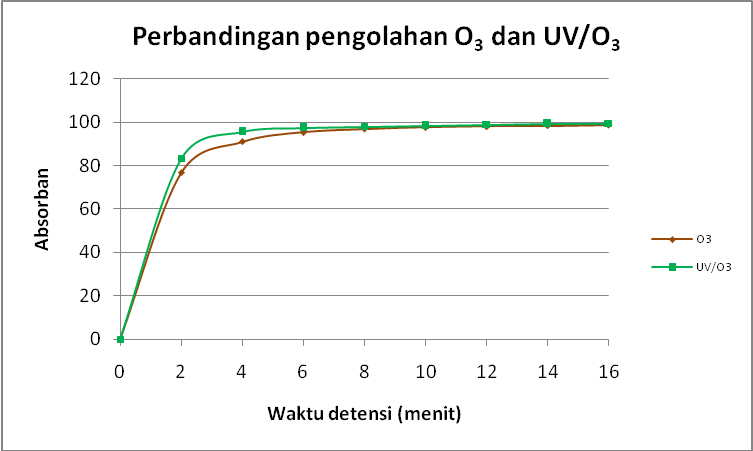 Perbandingan pengolahan O₃ dan UV/O₃
120
100
80
60
40
20
0
Absorban
0 2 4 6 8 10 12 14 16
Waktu detensi (menit)
O3
UV/O3